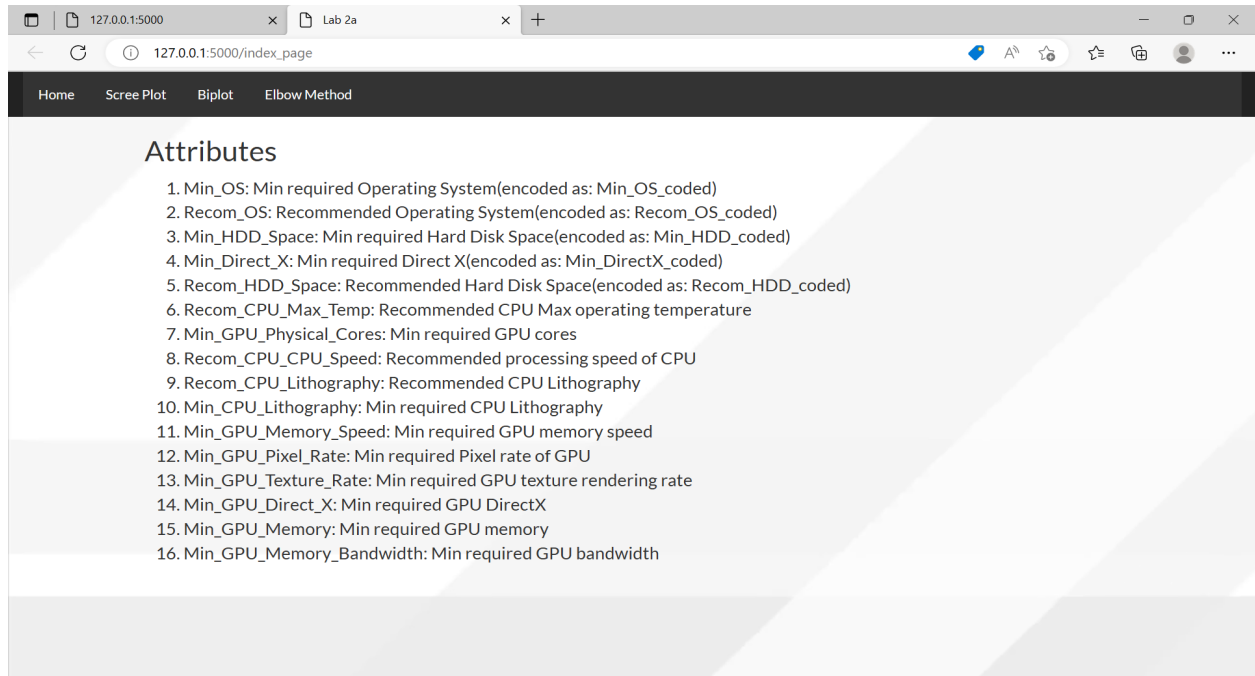 127.0.0.1:5000
Lab 2a
127.0.0.1:5000/index_page
Home Scree Plot Biplot Elbow Method
Attributes
1. Min_OS: Min required Operating System(encoded as: Min_OS_coded)
2. Recom_OS: Recommended Operating System(encoded as: Recom_OS_coded)
3. Min_HDD_Space: Min required Hard Disk Space(encoded as: Min_HDD_coded)
4. Min_Direct_X: Min required Direct X(encoded as: Min_DirectX_coded)
5. Recom_HDD_Space: Recommended Hard Disk Space(encoded as: Recom_HDD_coded)
6. Recom_CPU_Max_Temp: Recommended CPU Max operating temperature
7. Min_GPU_Physical_Cores: Min required GPU cores
8. Recom_CPU_CPU_Speed: Recommended processing speed of CPU
9. Recom_CPU_Lithography: Recommended CPU Lithography
10. Min_CPU_Lithography: Min required CPU Lithography
11. Min_GPU_Memory_Speed: Min required GPU memory speed
12. Min_GPU_Pixel_Rate: Min required Pixel rate of GPU
13. Min_GPU_Texture_Rate: Min required GPU texture rendering rate
14. Min_GPU_Direct_X: Min required GPU DirectX
15. Min_GPU_Memory: Min required GPU memory
16. Min_GPU_Memory_Bandwidth: Min required GPU bandwidth